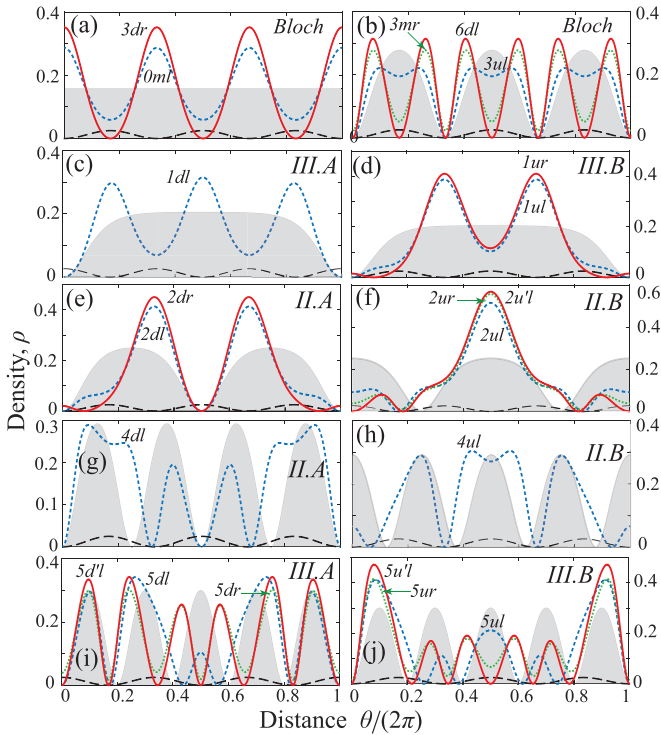 (a) 3dr Bloch
0ml
0.4
0.2
0
(b) 3mr 6dl Bloch
3ul
0.4
0.2
0
0
(c) III.A
1dl
0.4
0.2
0
(d) 1ur III.B
1ul
0.4
0.2
0
(e) 2dr II.A
2dl
0.4
0.2
0
(f) 2ur 2u'l II.B
2ul
0.6
0.4
0.2
0
(g) 4dl II.A
0.3
0.2
0.1
0
(h) 4ul II.B
0.4
0.2
0
(i) 5d'l 5dl 5dr III.A
0.4
0.2
0
(j) 5u'l 5ur 5ul III.B
0.4
0.2
0
0 0.2 0.4 0.6 0.8 1
0 0.2 0.4 0.6 0.8 1
Density, ρ
Distance θ/(2π)